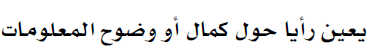 يعين رأيا حول كمال أو وضوح المعلومات